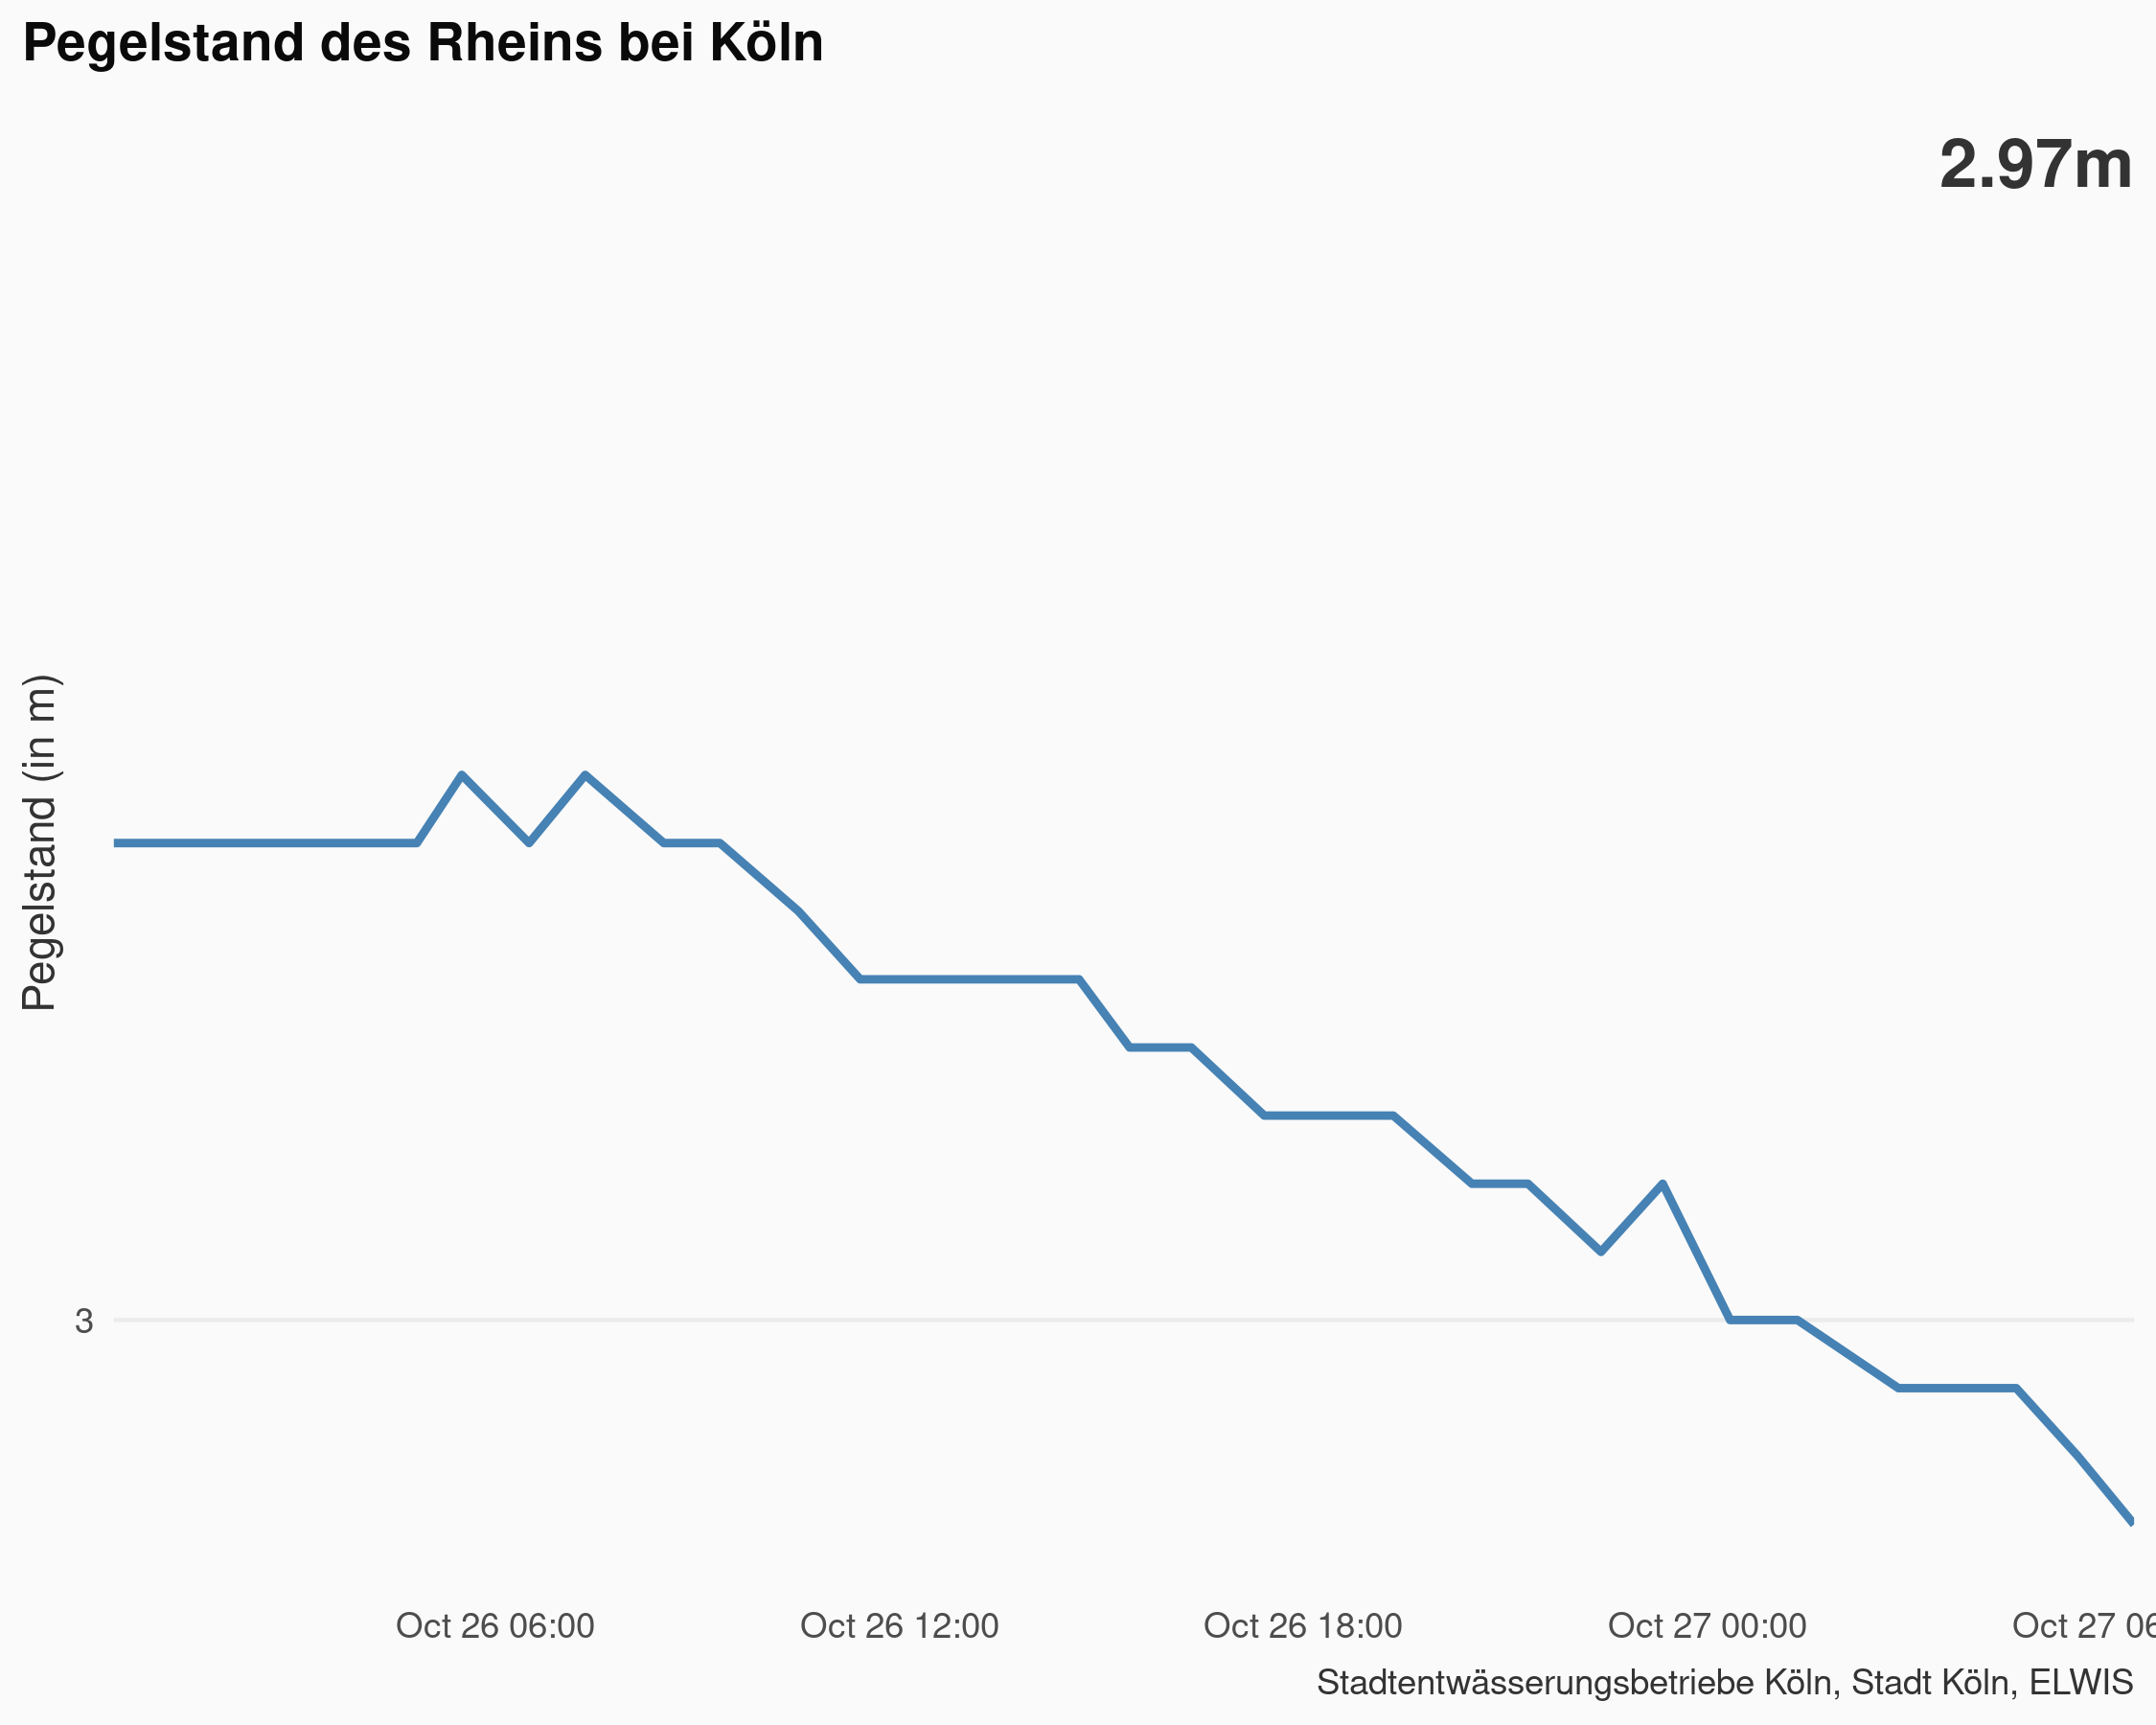 Pegelstand des Rheins bei Köln
2.97m
Pegelstand (in m)
3
Oct 26 06:00 Oct 26 12:00 Oct 26 18:00 Oct 27 00:00 Oct 27 06
Stadtentwässerungsbetriebe Köln, Stadt Köln, ELWIS